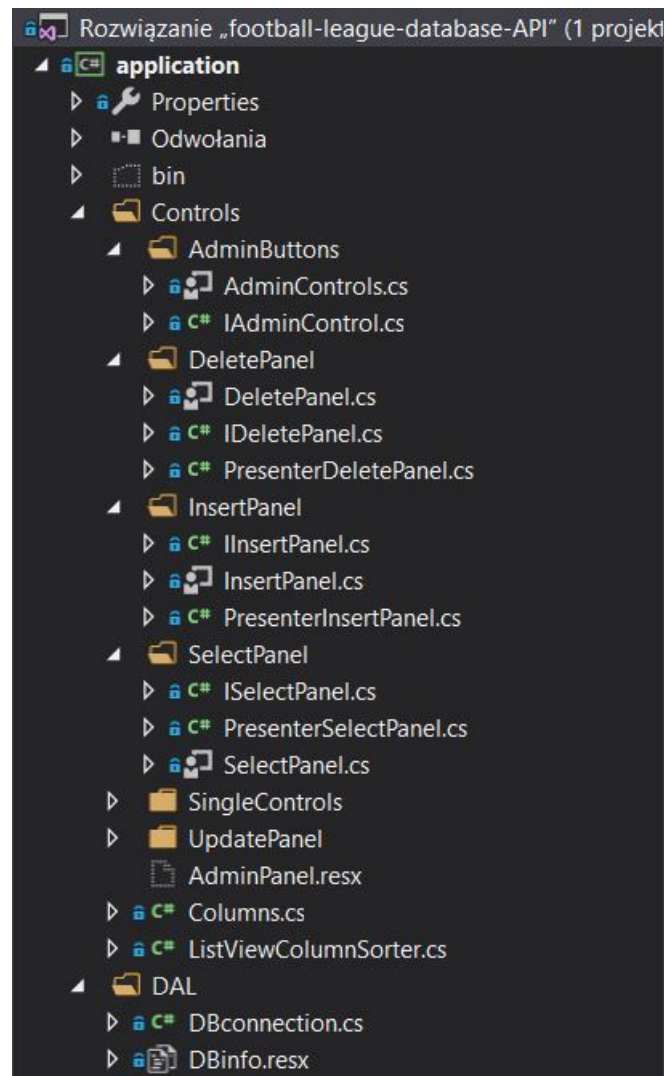 Rozwiązanie „football-league-database-API" (1 projekt
C# application
Properties
Odwołania
bin
Controls
AdminButtons
AdminControls.cs
C# IAdminControl.cs
DeletePanel
DeletePanel.cs
C# IDeletePanel.cs
C# PresenterDeletePanel.cs
InsertPanel
C# IInsertPanel.cs
InsertPanel.cs
C# PresenterInsertPanel.cs
SelectPanel
C# ISelectPanel.cs
C# PresenterSelectPanel.cs
SelectPanel.cs
SingleControls
UpdatePanel
AdminPanel.resx
C# Columns.cs
C# ListViewColumnSorter.cs
DAL
C# DBconnection.cs
DBinfo.resx